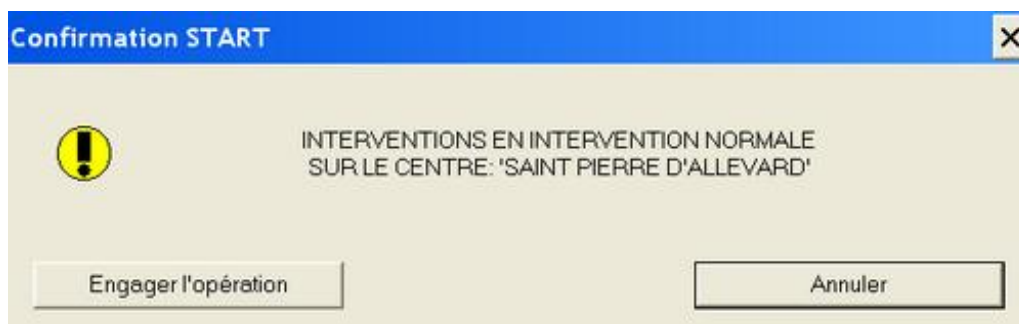 Confirmation START
INTERVENTIONS EN INTERVENTION NORMALE
SUR LE CENTRE: 'SAINT PIERRE D'ALLEVARD'
Engager l'opération
Annuler